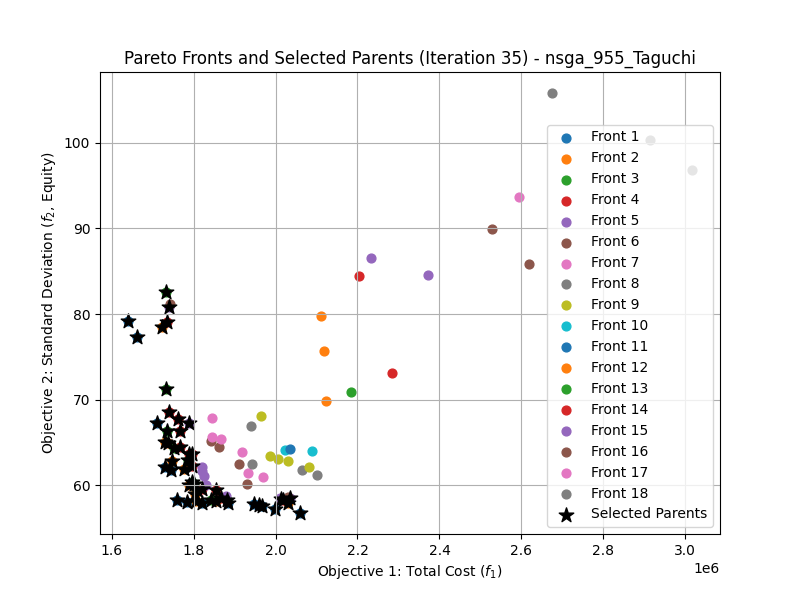 Pareto Fronts and Selected Parents (Iteration 35) - nsga_955_Taguchi
Objective 2: Standard Deviation (f₂, Equity)
100
90
80
70
60
1.6 1.8 2.0 2.2 2.4 2.6 2.8 3.0
1e6
Objective 1: Total Cost (f₁)
Front 1
Front 2
Front 3
Front 4
Front 5
Front 6
Front 7
Front 8
Front 9
Front 10
Front 11
Front 12
Front 13
Front 14
Front 15
Front 16
Front 17
Front 18
Selected Parents